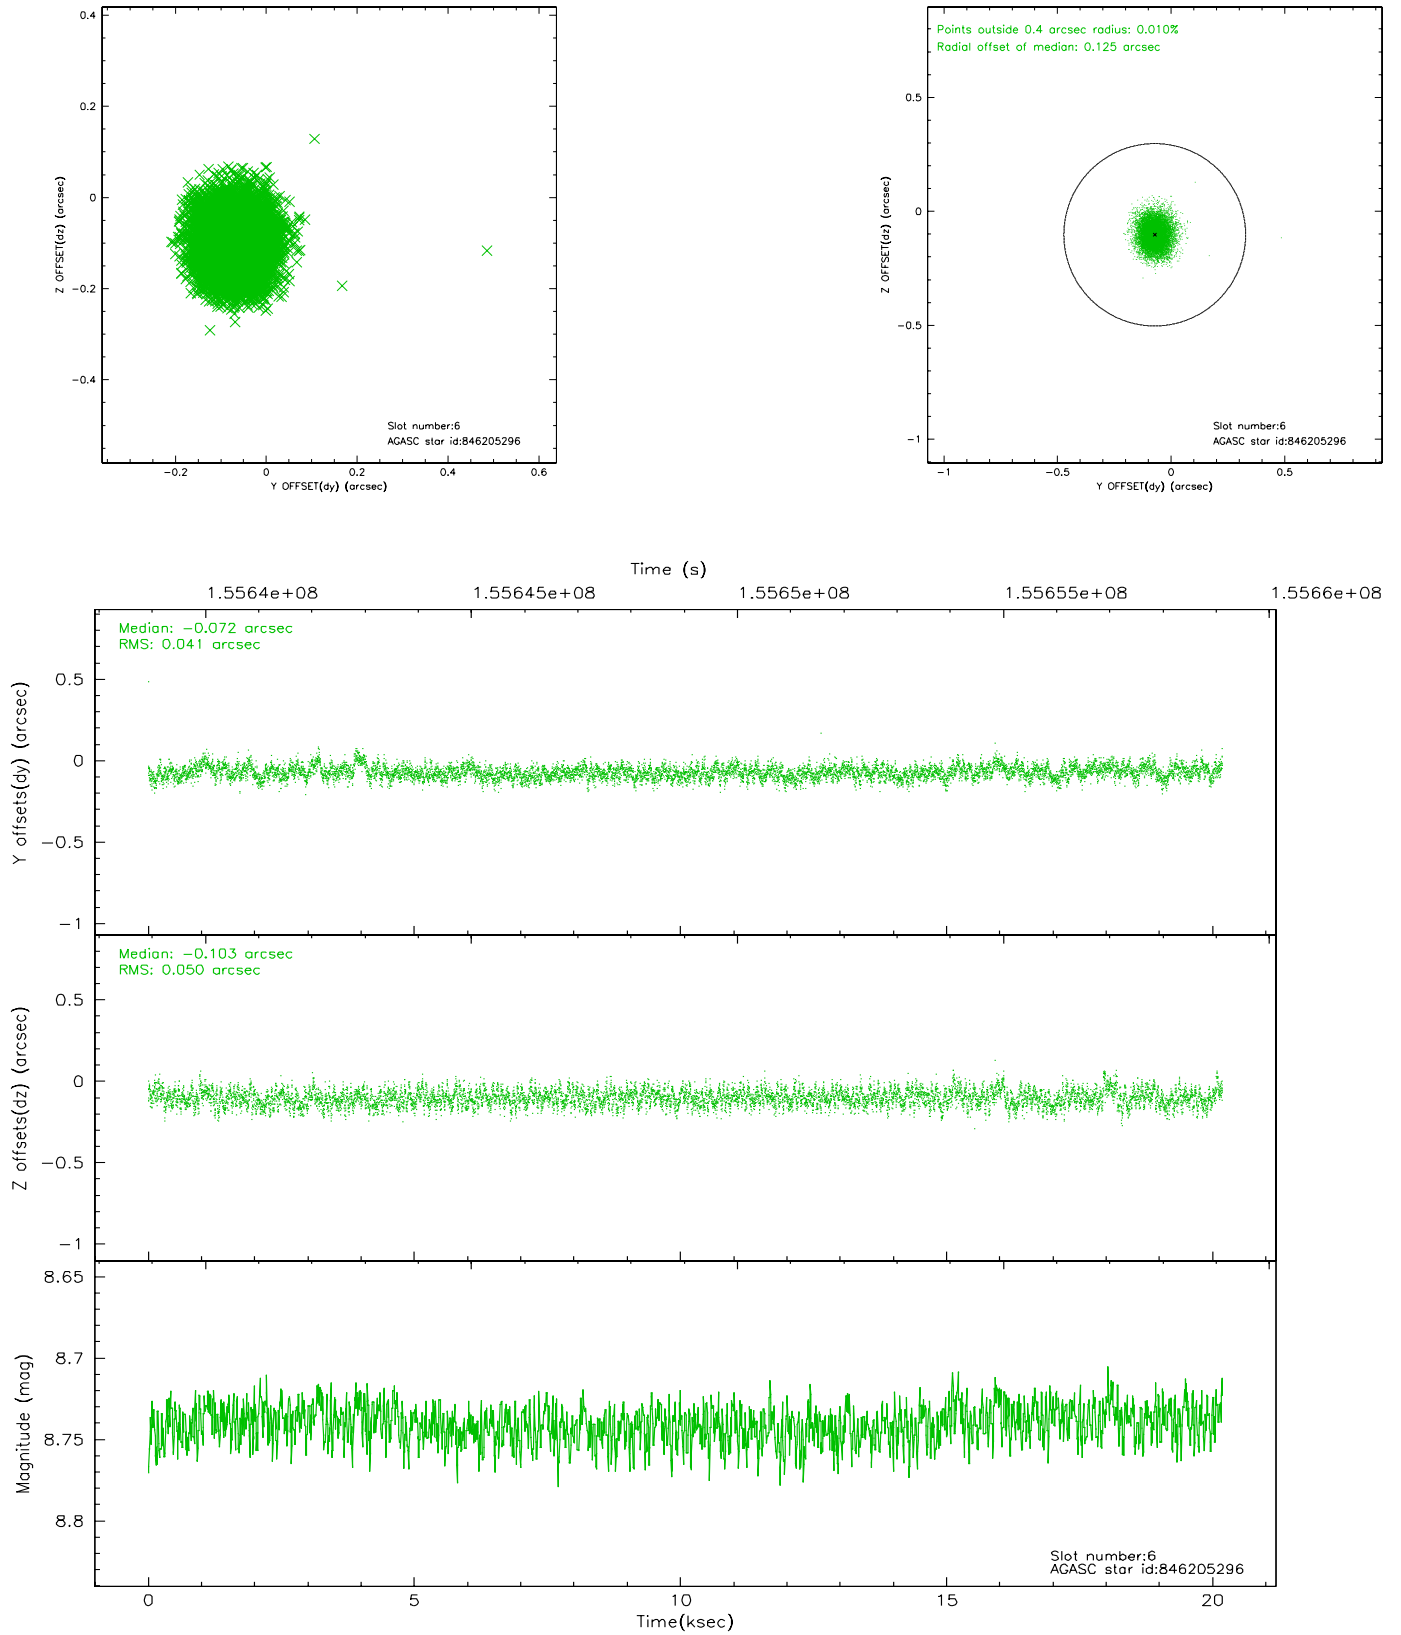 0.4
0.2
0
-0.2
-0.4
Z OFFSET(dz) (arcsec)
Slot number:6
AGASC star id:846205296
-0.2 0 0.2 0.4 0.6
Y OFFSET(dy) (arcsec)
Points outside 0.4 arcsec radius: 0.010%
Radial offset of median: 0.125 arcsec
0.5
0
-0.5
-1
Z OFFSET(dz) (arcsec)
Slot number:6
AGASC star id:846205296
-1 -0.5 0 0.5
Y OFFSET(dy) (arcsec)
Time (s)
1.5564e+08 1.55645e+08 1.5565e+08 1.55655e+08 1.5566e+08
Median: -0.072 arcsec
RMS: 0.041 arcsec
0.5
0
-0.5
-1
Y offsets(dy) (arcsec)
Median: -0.103 arcsec
RMS: 0.050 arcsec
0.5
0
-0.5
-1
Z offsets(dz) (arcsec)
8.65
8.7
8.75
8.8
Magnitude (mag)
Slot number:6
AGASC star id:846205296
0 5 10 15 20
Time(ksec)